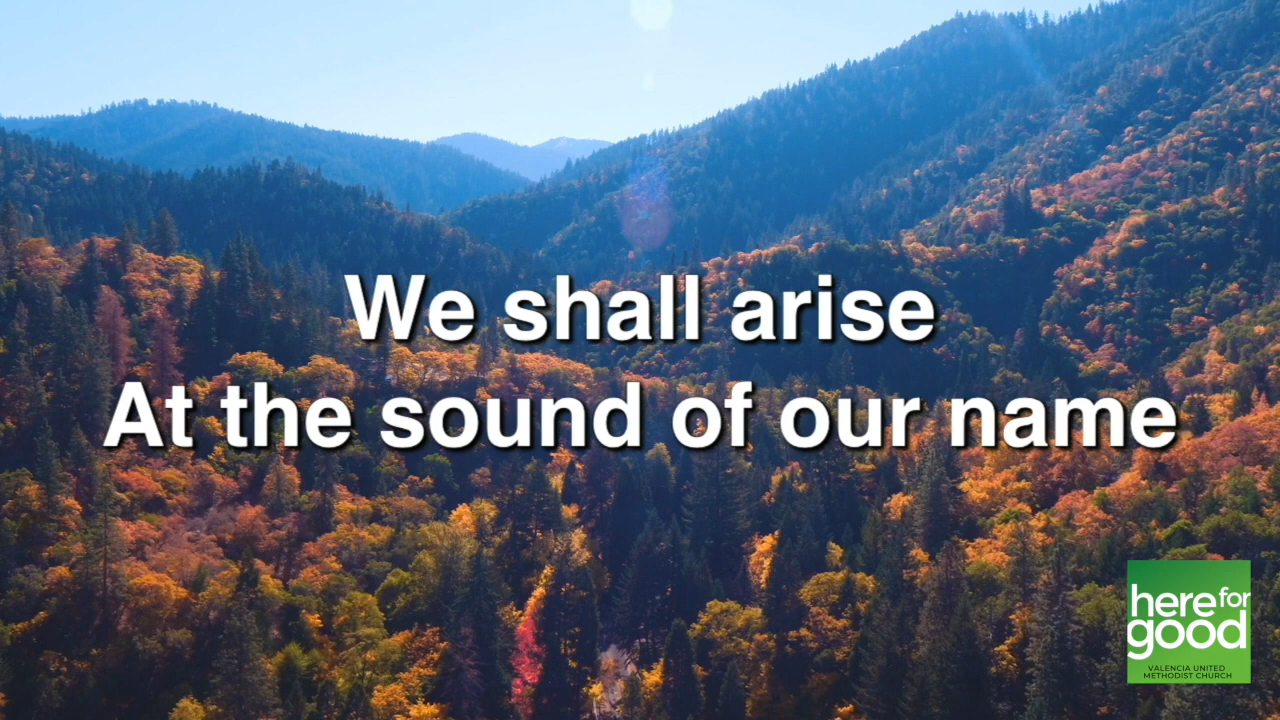 We shall arise
At the sound of our name
here for
good
VALENCIA UNITED
METHODIST CHURCH